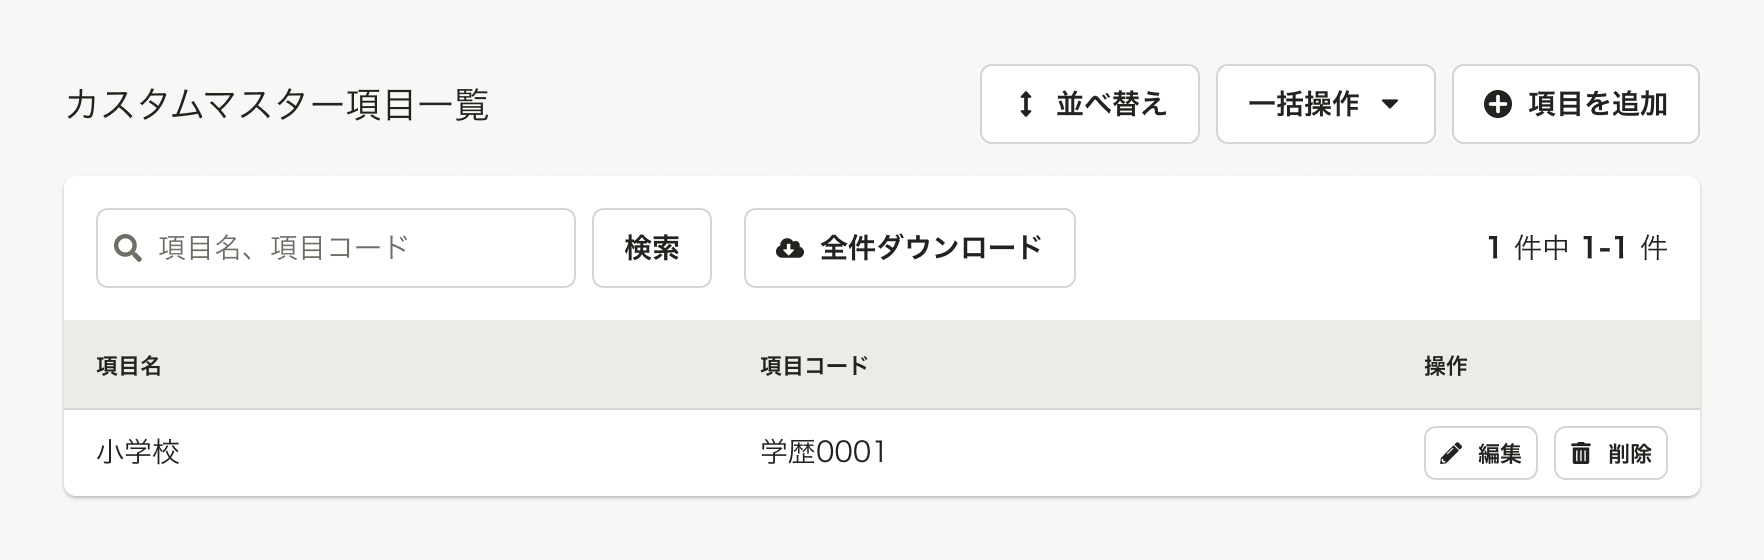 カスタムマスター項目一覧
並べ替え
一括操作
項目を追加
項目名、項目コード
検索
全件ダウンロード
1 件中 1-1 件
項目名
項目コード
操作
小学校
学歴0001
編集
削除